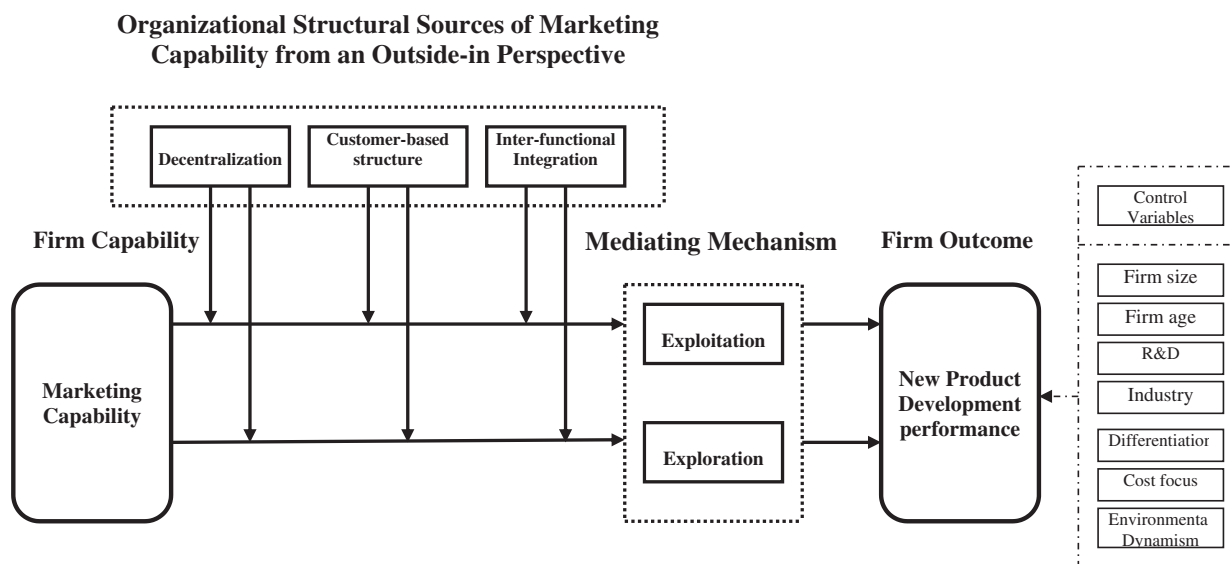 Organizational Structural Sources of Marketing
Capability from an Outside-in Perspective
Decentralization
Customer-based
structure
Inter-functional
Integration
Firm Capability
Mediating Mechanism
Firm Outcome
Marketing
Capability
Exploitation
Exploration
New Product
Development
performance
Control
Variables
Firm size
Firm age
R&D
Industry
Differentiation
Cost focus
Environmenta
Dynamism